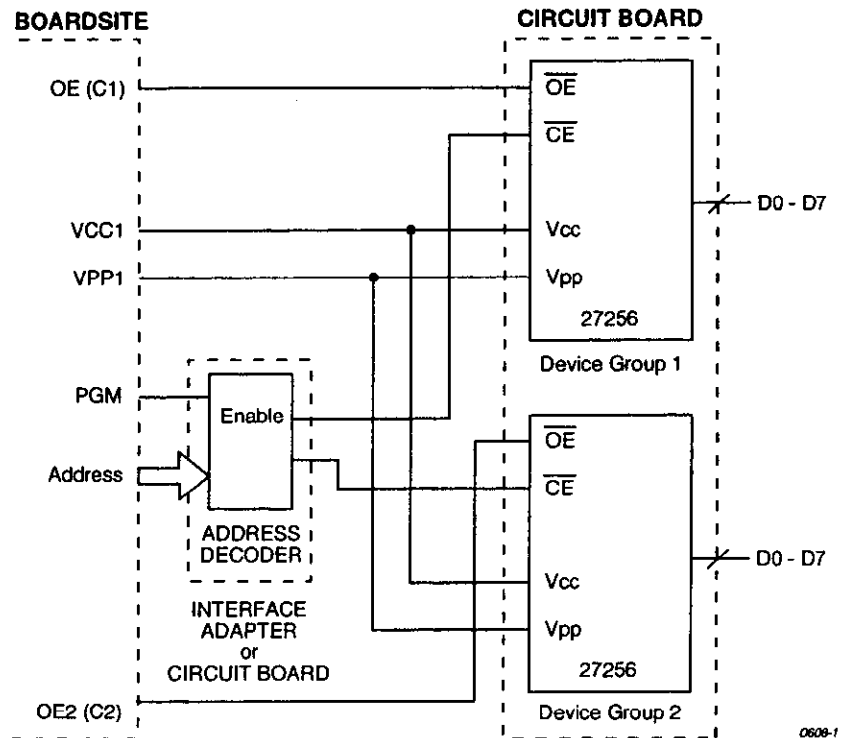 BOARDSITE
CIRCUIT BOARD
OE (C1)
OE
CE
D0 - D7
VCC1
Vcc
VPP1
Vpp
27256
Device Group 1
PGM
Enable
OE
Address
CE
ADDRESS
DECODER
D0 - D7
Vcc
INTERFACE
ADAPTER
or
CIRCUIT BOARD
Vpp
27256
OE2 (C2)
Device Group 2
0608-1